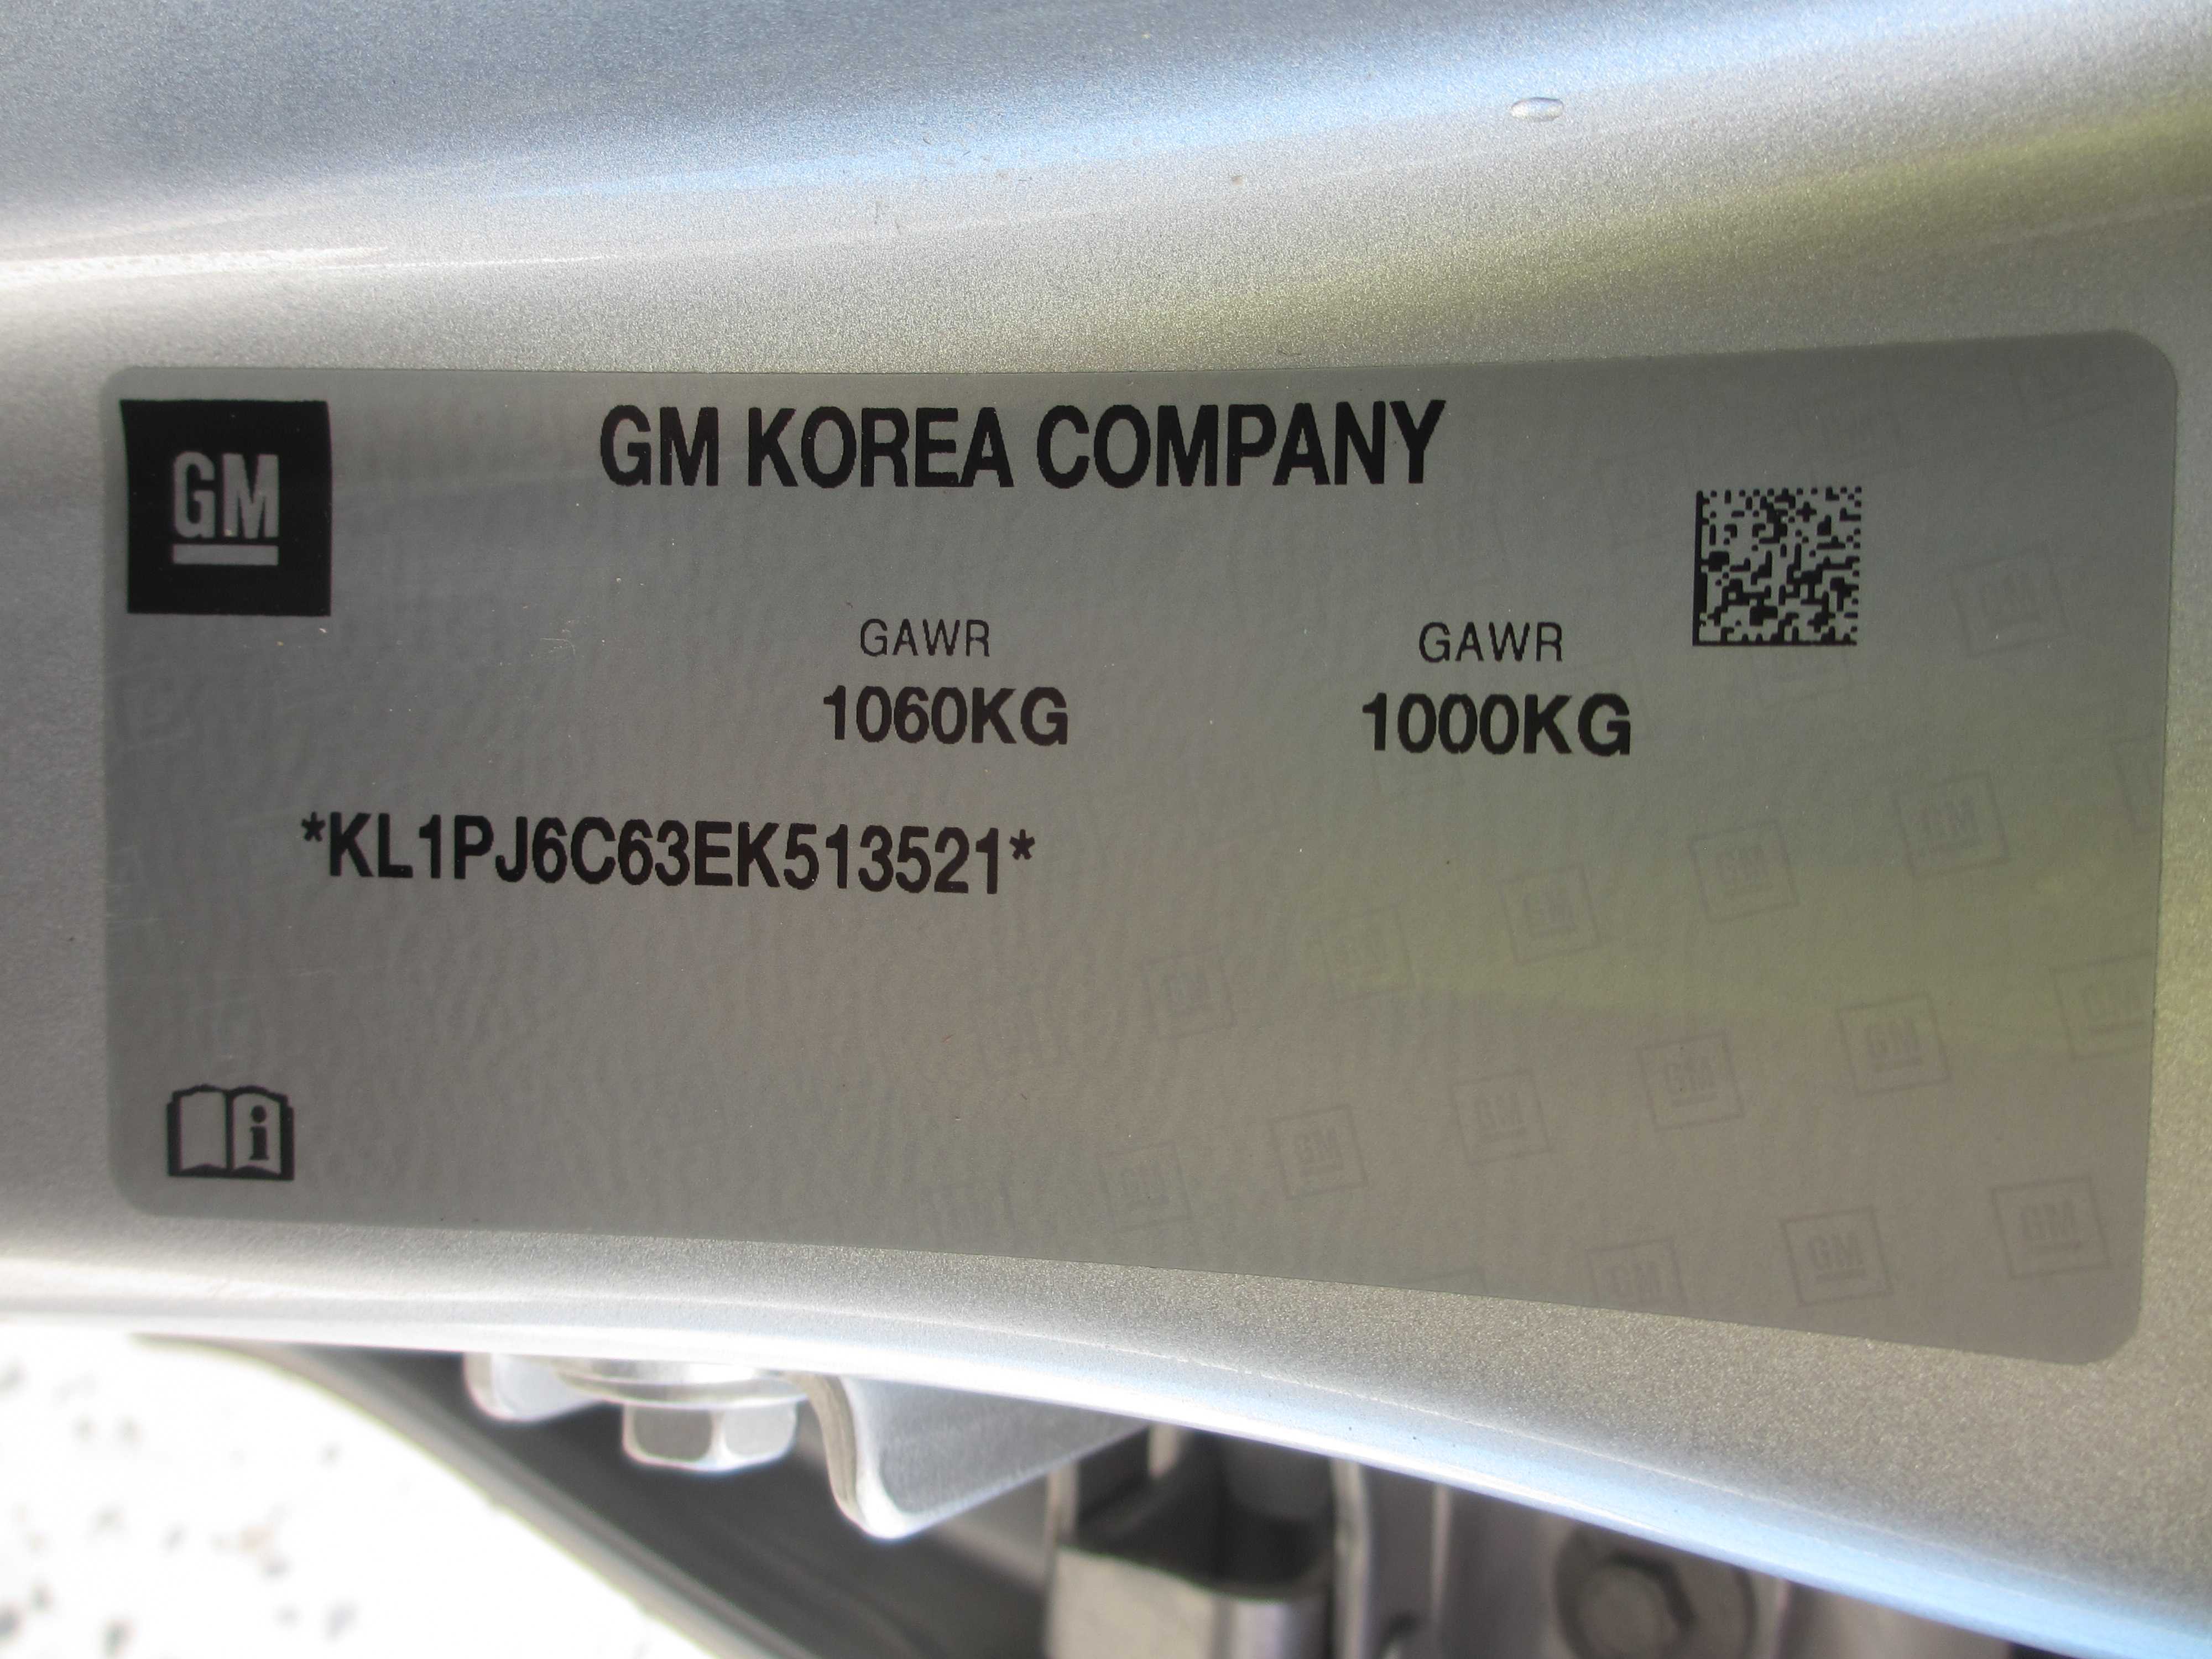 GM
GM KOREA COMPANY
GAWR GAWR
1060KG 1000KG
*KL1PJ6C63EK513521*
i